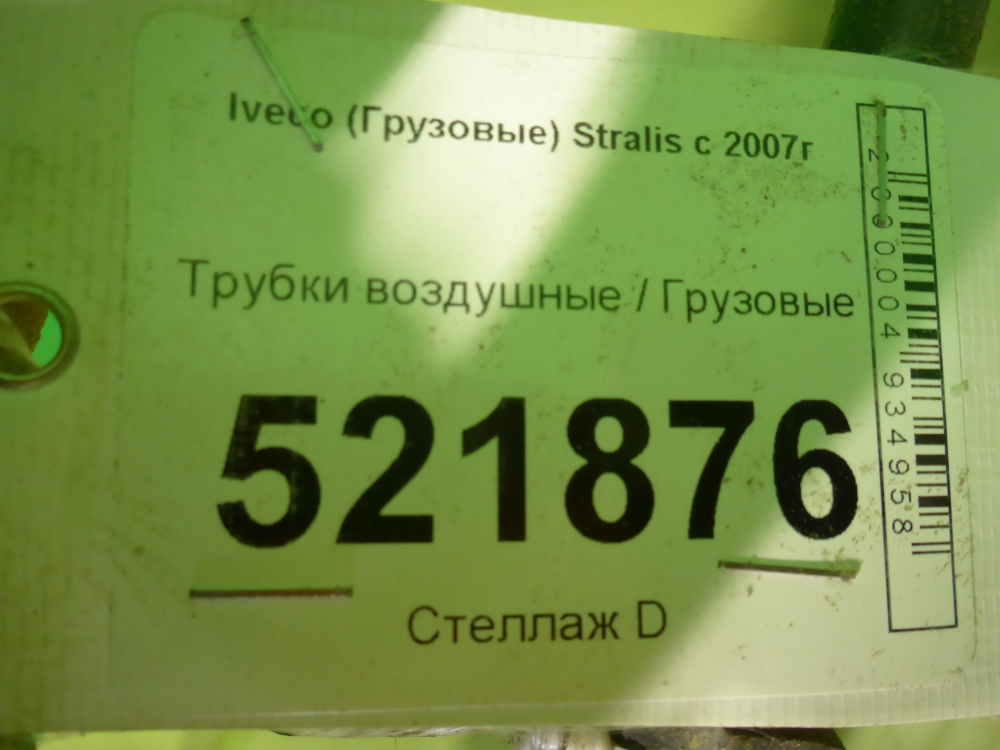 Iveco (Грузовые) Stralis с 2007г
Трубки воздушные / Грузовые
521876
Стеллаж D
2000004934958